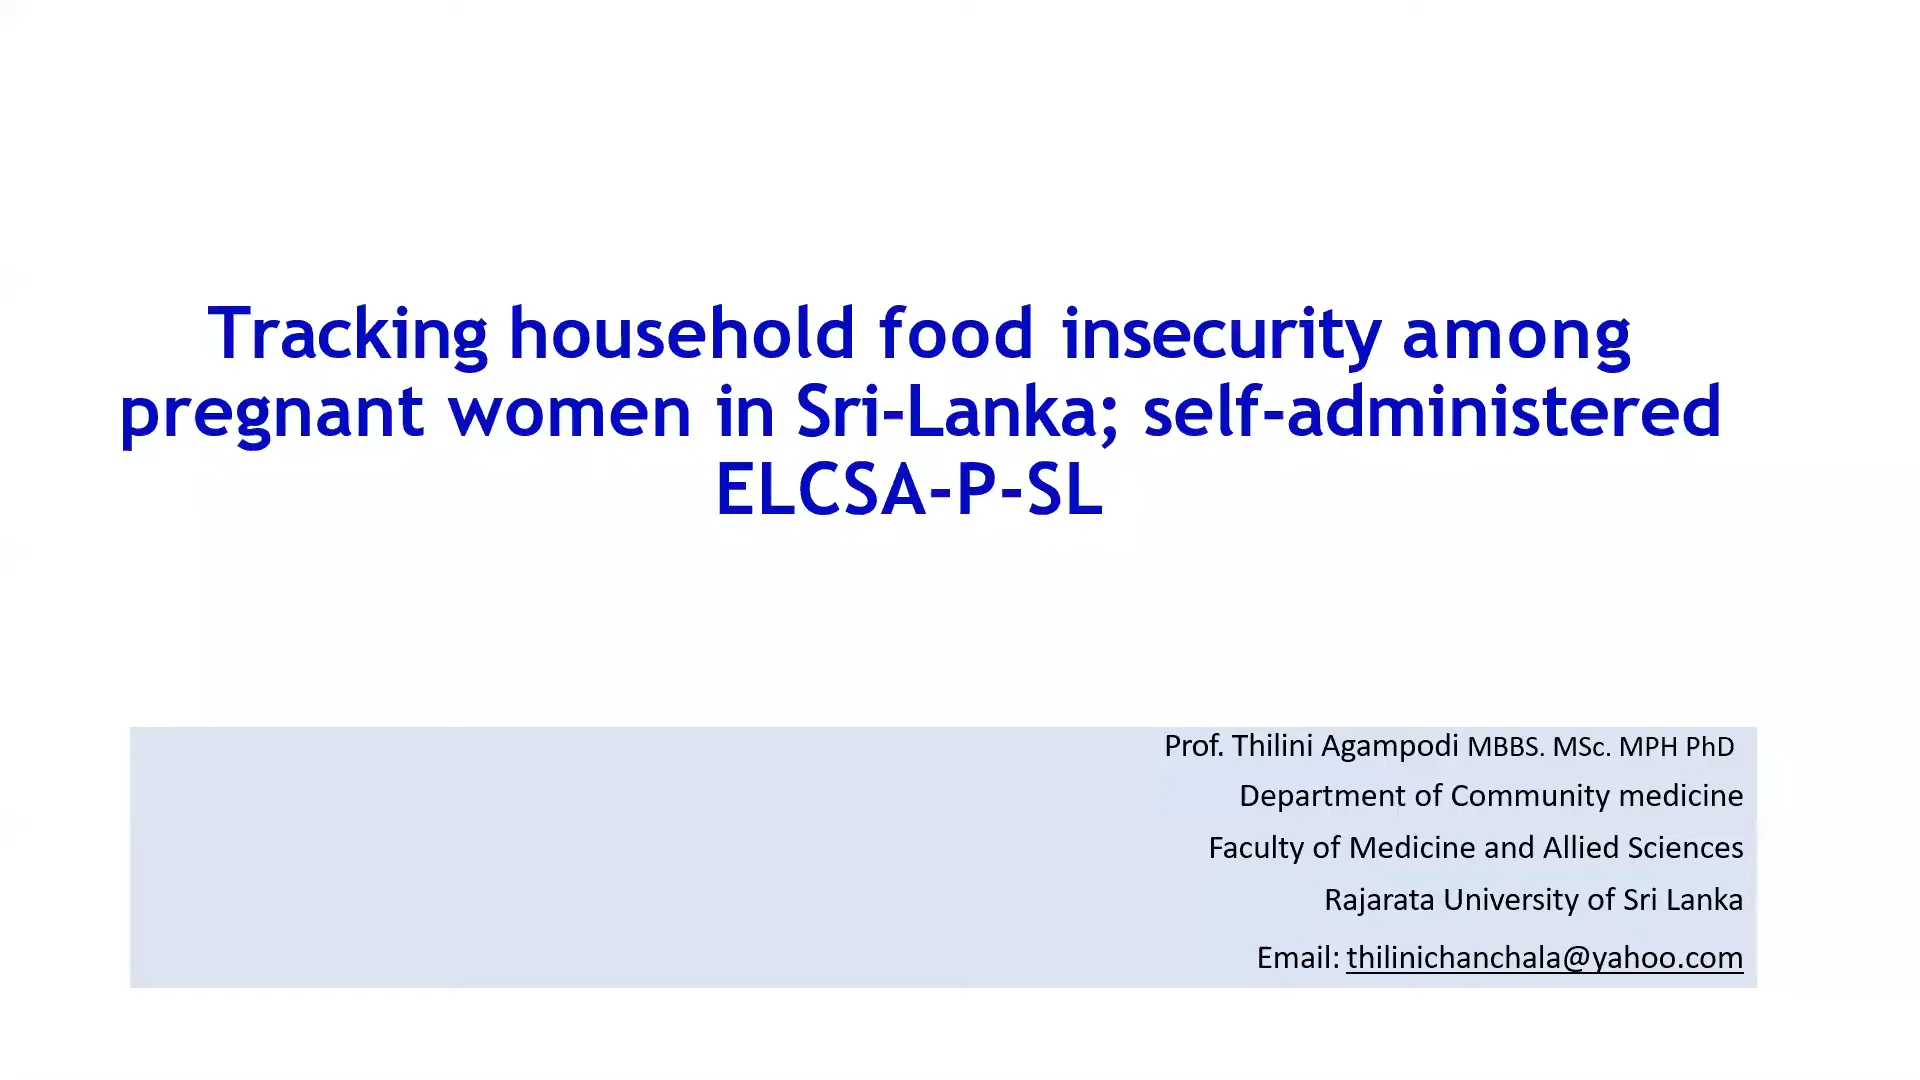 Tracking household food insecurity among
pregnant women in Sri-Lanka; self-administered
ELCSA-P-SL
Prof. Thilini Agampodi MBBS. MSc. MPH PhD
Department of Community medicine
Faculty of Medicine and Allied Sciences
Rajarata University of Sri Lanka
Email: thilinichanchala@yahoo.com